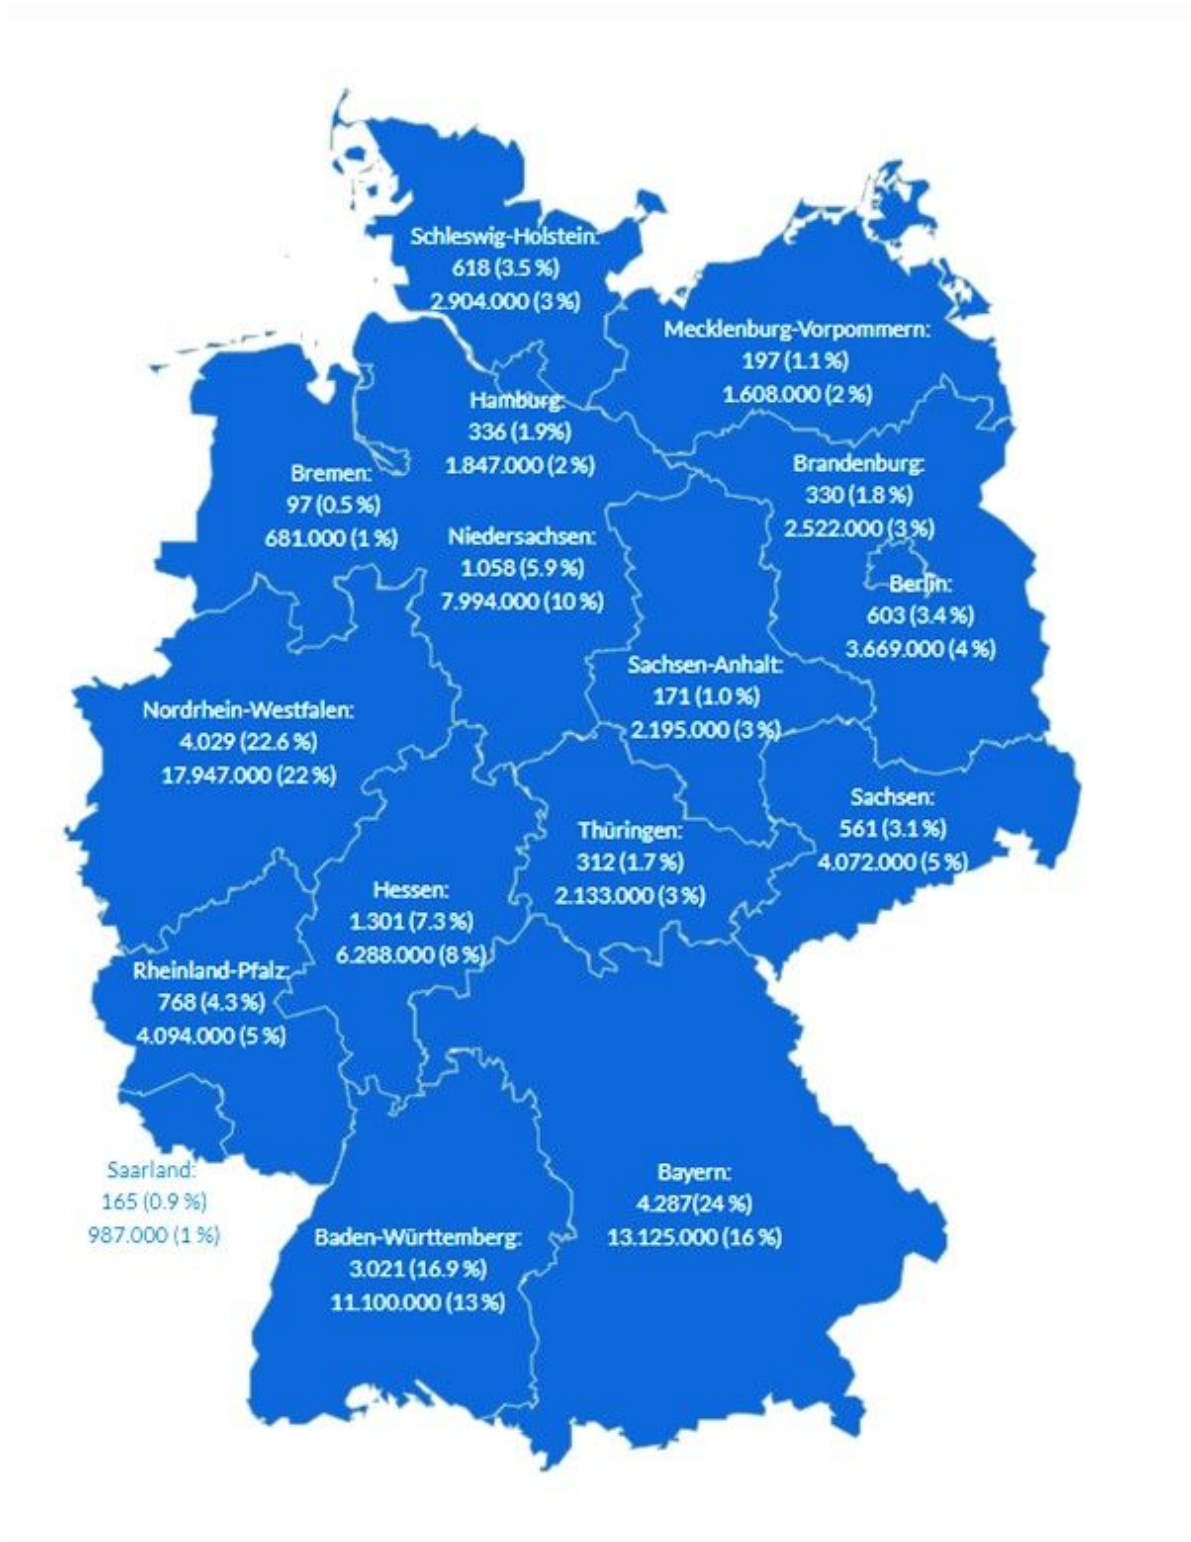 Schleswig-Holstein:
618 (3.5 %)
2.904.000 (3 %)
Mecklenburg-Vorpommern:
197 (1.1 %)
1.608.000 (2 %)
Hamburg:
336 (1.9%)
1.847.000 (2 %)
Bremen:
97 (0.5 %)
681.000 (1 %)
Brandenburg:
330 (1.8 %)
2.522.000 (3 %)
Niedersachsen:
1.058 (5.9 %)
7.994.000 (10 %)
Berlin:
603 (3.4 %)
3.669.000 (4 %)
Sachsen-Anhalt:
171 (1.0 %)
2.195.000 (3 %)
Nordrhein-Westfalen:
4.029 (22.6 %)
17.947.000 (22 %)
Sachsen:
561 (3.1 %)
4.072.000 (5 %)
Thüringen:
312 (1.7 %)
2.133.000 (3 %)
Hessen:
1.301 (7.3 %)
6.288.000 (8 %)
Rheinland-Pfalz:
768 (4.3 %)
4.094.000 (5 %)
Saarland:
165 (0.9 %)
987.000 (1 %)
Bayern:
4.287(24 %)
13.125.000 (16 %)
Baden-Württemberg:
3.021 (16.9 %)
11.100.000 (13 %)